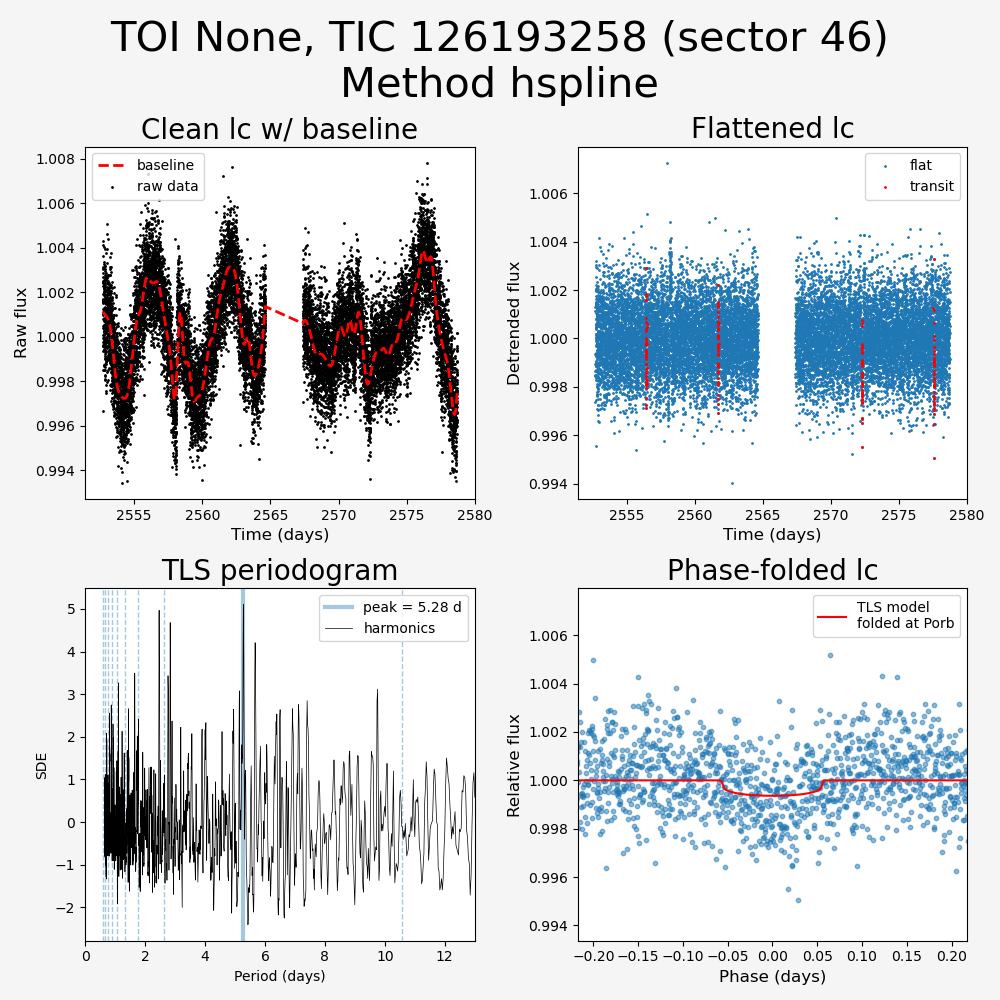 TOI None, TIC 126193258 (sector 46)
Method hspline
Clean lc w/ baseline
Flattened lc
baseline
raw data
flat
transit
1.008
1.006
1.004
1.002
1.000
0.998
0.996
0.994
Raw flux
2555 2560 2565 2570 2575 2580
Time (days)
1.006
1.004
1.002
1.000
0.998
0.996
0.994
Detrended flux
2555 2560 2565 2570 2575 2580
Time (days)
TLS periodogram
Phase-folded lc
peak = 5.28 d
harmonics
TLS model
folded at Porb
5
4
3
2
1
0
−1
−2
SDE
0 2 4 6 8 10 12
Period (days)
1.006
1.004
1.002
1.000
0.998
0.996
0.994
Relative flux
−0.20 −0.15 −0.10 −0.05 0.00 0.05 0.10 0.15 0.20
Phase (days)